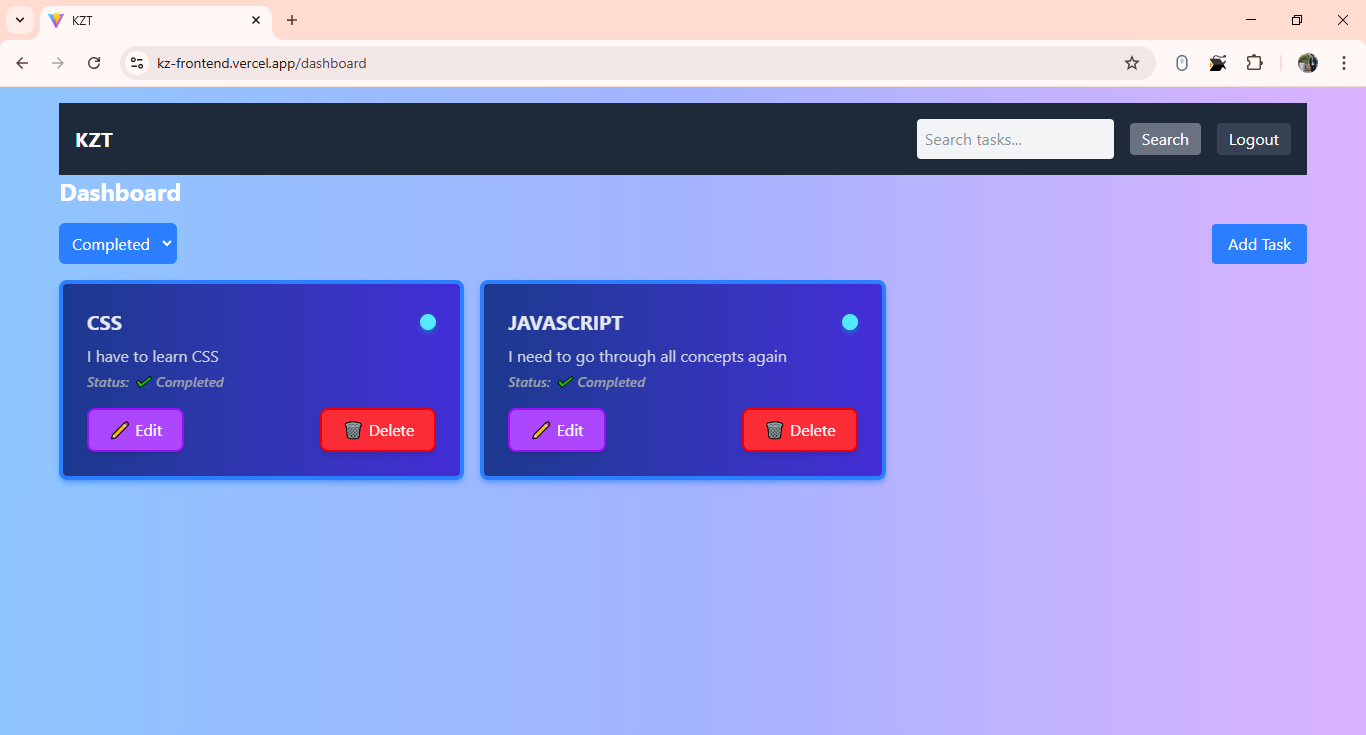 KZT
kz-frontend.vercel.app/dashboard
KZT
Search tasks...
Search
Logout
Dashboard
Completed
Add Task
CSS
I have to learn CSS
Status: ✔ Completed
Edit
Delete
JAVASCRIPT
I need to go through all concepts again
Status: ✔ Completed
Edit
Delete